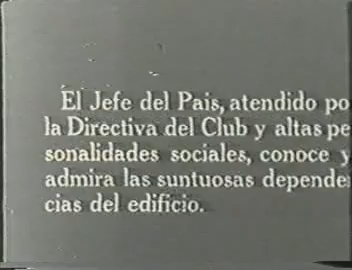 El Jefe del Pais, atendido po
la Directiva del Club y altas pe
sonalidades sociales, conoce y
admira las suntuosas depende
cias del edificio.